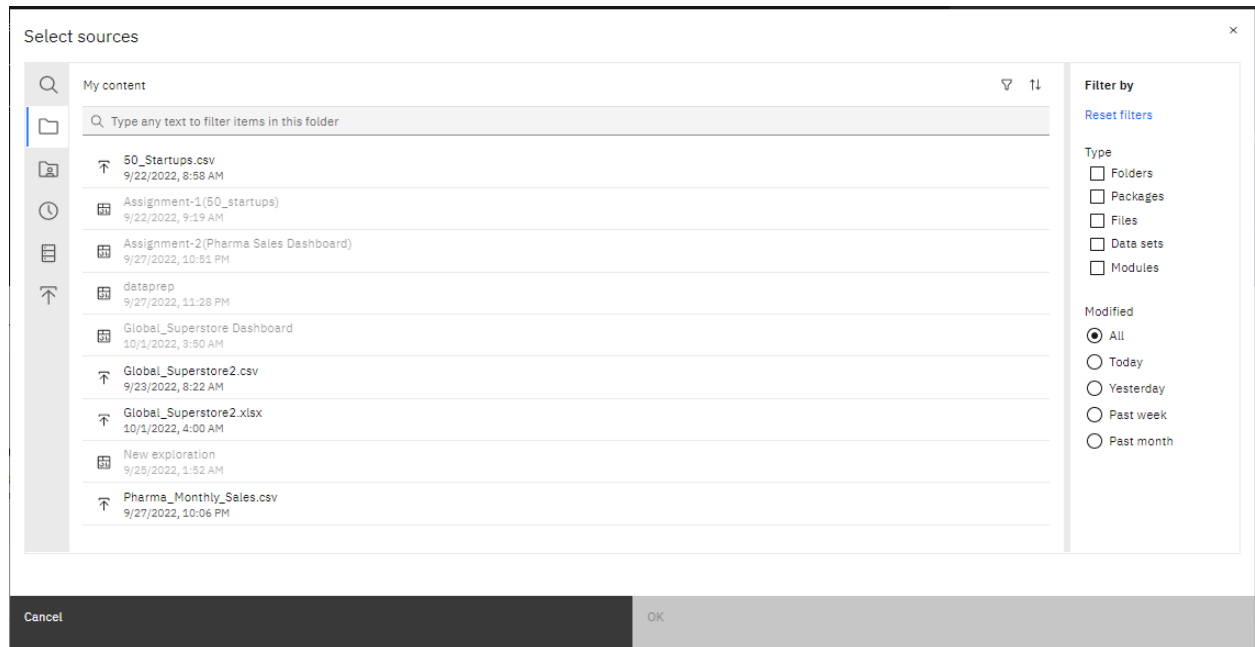 Select sources
×
My content
Type any text to filter items in this folder
50_Startups.csv
9/22/2022, 8:58 AM
Assignment-1(50_startups)
9/22/2022, 9:19 AM
Assignment-2(Pharma Sales Dashboard)
9/27/2022, 10:51 PM
dataprep
9/27/2022, 11:28 PM
Global_Superstore Dashboard
10/1/2022, 3:50 AM
Global_Superstore2.csv
9/23/2022, 8:22 AM
Global_Superstore2.xlsx
10/1/2022, 4:00 AM
New exploration
9/25/2022, 1:52 AM
Pharma_Monthly_Sales.csv
9/27/2022, 10:06 PM
Filter by
Reset filters
Type
Folders
Packages
Files
Data sets
Modules
Modified
All
Today
Yesterday
Past week
Past month
Cancel
OK